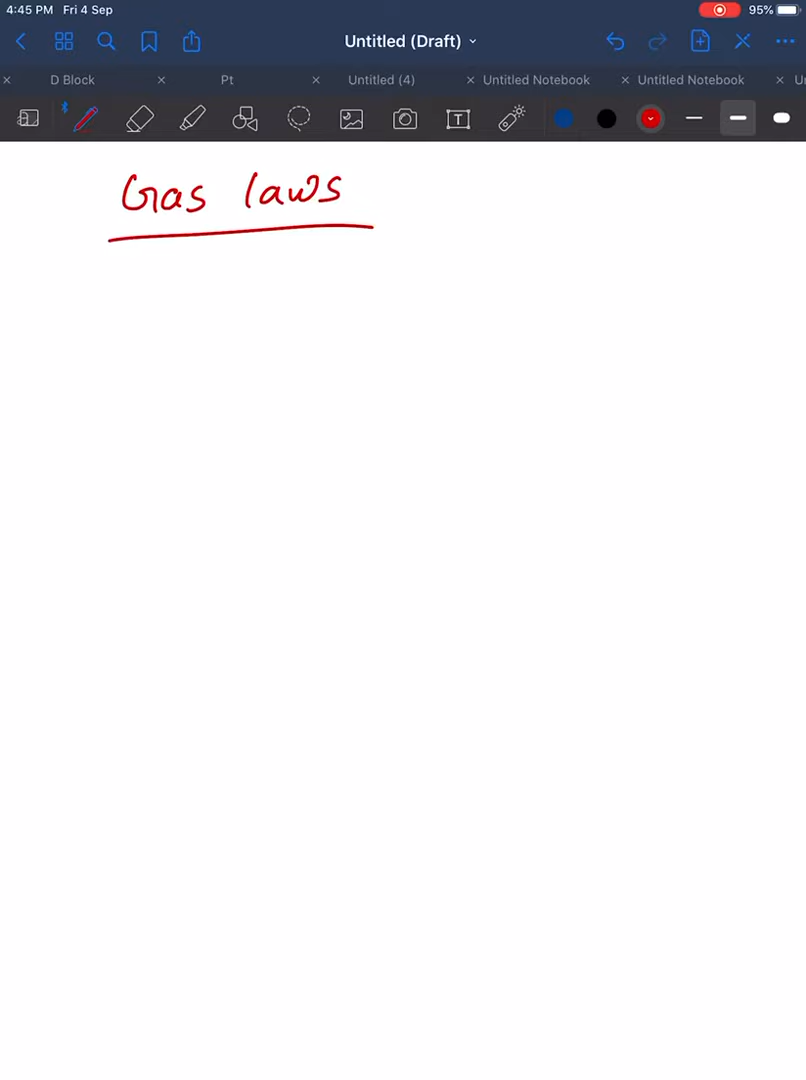 4:45 PM Fri 4 Sep 95%
Untitled (Draft)
D Block Pt Untitled (4) Untitled Notebook Untitled Notebook
T
Gas laws